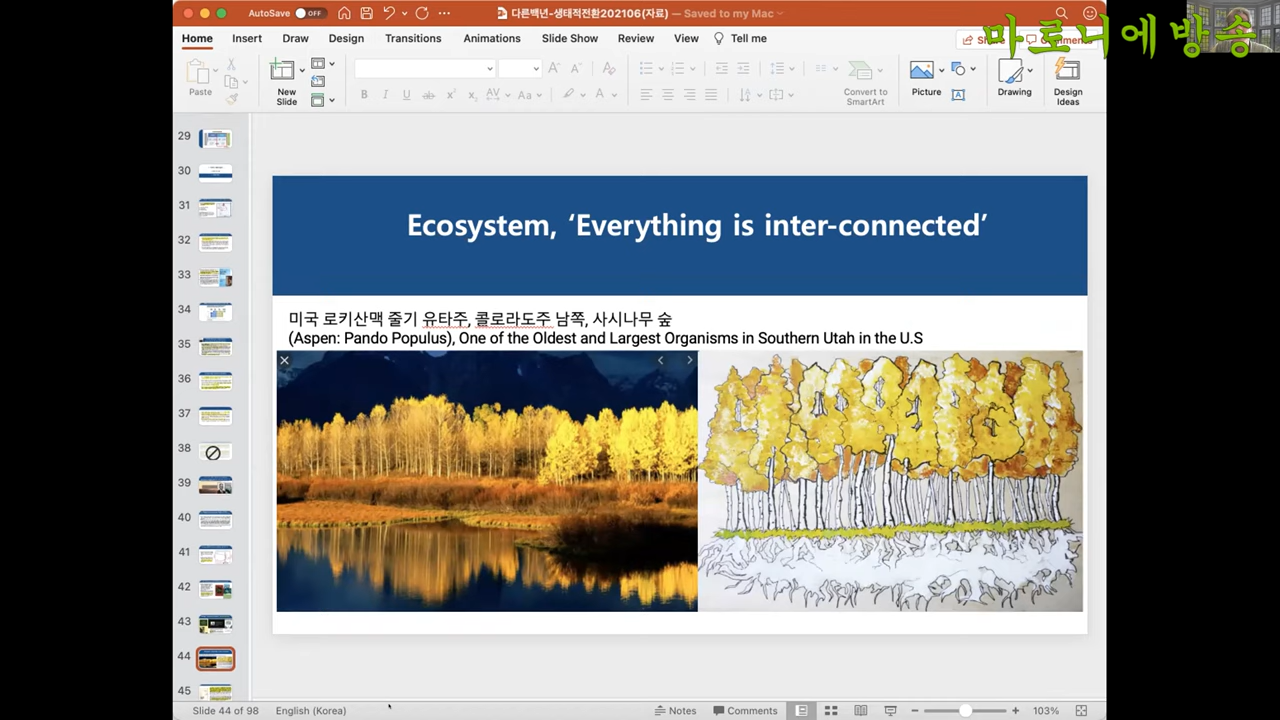 AutoSave OFF
다른백년-생태적전환202106(자료) — Saved to my Mac
마로니에방송
Home Insert Draw Design Transitions Animations Slide Show Review View Tell me
Paste
New
Slide
Convert to
SmartArt
Picture
Drawing
Design
Ideas
29
30
31
32
33
34
35
36
37
38
39
40
41
42
43
44
45
Ecosystem, ‘Everything is inter-connected’
미국 로키산맥 줄기 유타주, 콜로라도주 남쪽, 사시나무 숲
(Aspen: Pando Populus), One of the Oldest and Largest Organisms in Southern Utah in the U.S
Slide 44 of 98 English (Korea) Notes Comments 103%